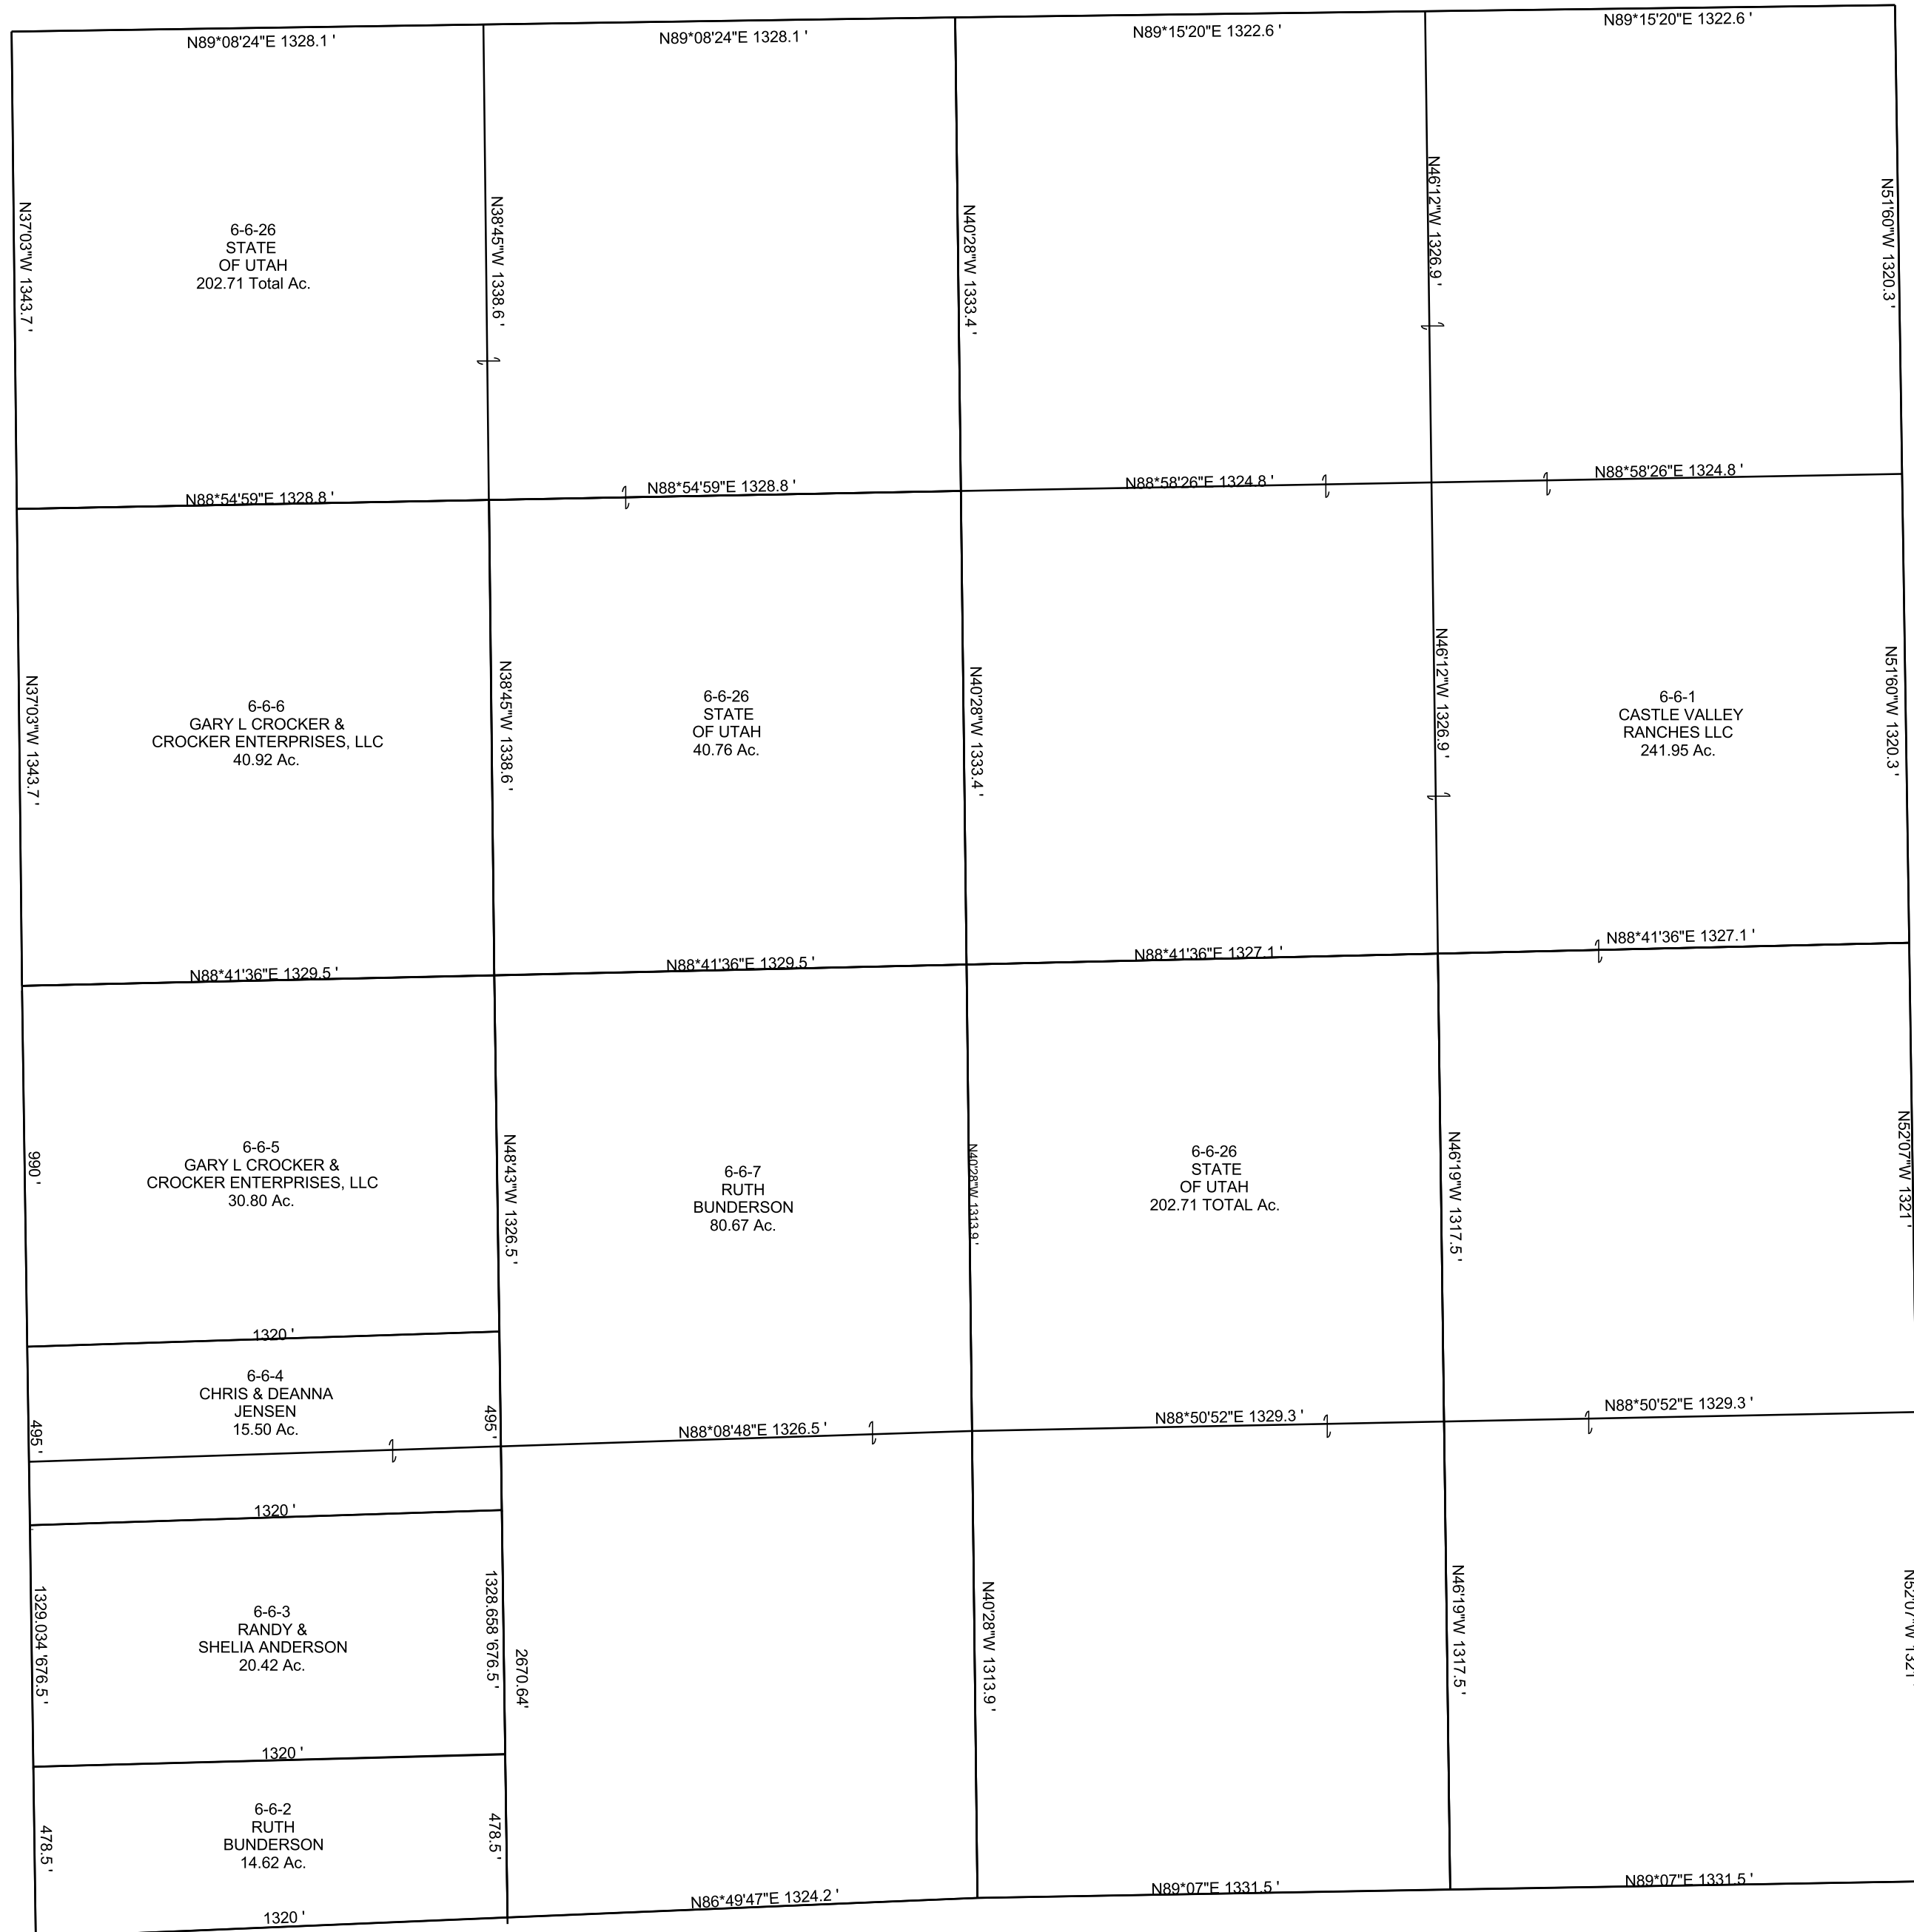 N89*08'24"E 1328.1 '
N89*08'24"E 1328.1 '
N89*15'20"E 1322.6 '
N89*15'20"E 1322.6 '
N37'03"W 1343.7 '
6-6-26
STATE
OF UTAH
202.71 Total Ac.
N38'45"W 1338.6 '
N40'28"W 1333.4 '
N46'12"W 1326.9 '
N51'60"W 1320.3 '
N88*54'59"E 1328.8 '
N88*54'59"E 1328.8 '
N88*58'26"E 1324.8 '
N88*58'26"E 1324.8 '
N37'03"W 1343.7 '
6-6-6
GARY L CROCKER &
CROCKER ENTERPRISES, LLC
40.92 Ac.
N38'45"W 1338.6 '
6-6-26
STATE
OF UTAH
40.76 Ac.
N40'28"W 1333.4 '
N46'12"W 1326.9 '
6-6-1
CASTLE VALLEY
RANCHES LLC
241.95 Ac.
N51'60"W 1320.3 '
N88*41'36"E 1329.5 '
N88*41'36"E 1329.5 '
N88*41'36"E 1327.1 '
N88*41'36"E 1327.1 '
990 '
6-6-5
GARY L CROCKER &
CROCKER ENTERPRISES, LLC
30.80 Ac.
N48'43"W 1326.5 '
6-6-7
RUTH
BUNDERSON
80.67 Ac.
N40'28"W 1313.9 '
6-6-26
STATE
OF UTAH
202.71 TOTAL Ac.
N46'19"W 1317.5 '
N52'07"W 1321 '
1320 '
495 '
6-6-4
CHRIS & DEANNA
JENSEN
15.50 Ac.
495 '
N88*08'48"E 1326.5 '
N88*50'52"E 1329.3 '
N88*50'52"E 1329.3 '
1320 '
1329.034 '676.5 '
6-6-3
RANDY &
SHELIA ANDERSON
20.42 Ac.
1328.658 '676.5 '
2670.64'
N40'28"W 1313.9 '
N46'19"W 1317.5 '
N52'07"W 1321 '
1320 '
478.5 '
6-6-2
RUTH
BUNDERSON
14.62 Ac.
478.5 '
1320 '
N86*49'47"E 1324.2 '
N89*07"E 1331.5 '
N89*07"E 1331.5 '